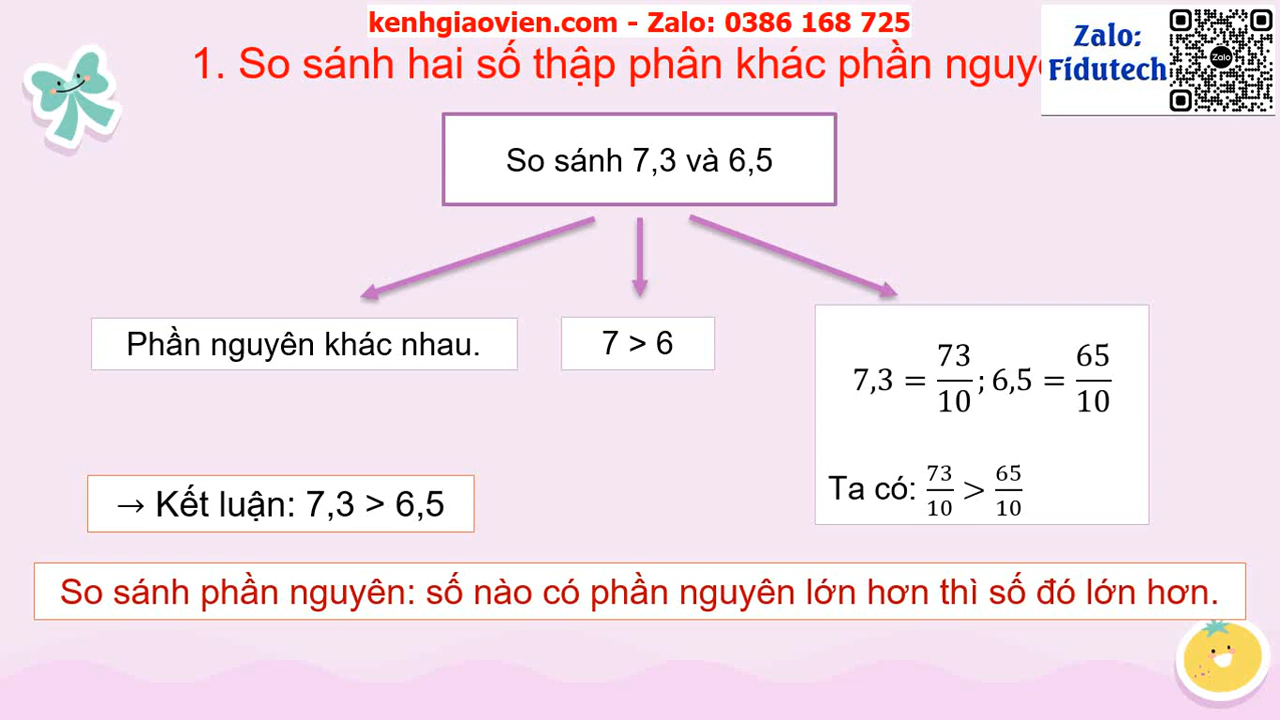 kenhgiaovien.com - Zalo: 0386 168 725
Zalo:
Fidutech
Zalo
1. So sánh hai số thập phân khác phần nguy
So sánh 7,3 và 6,5
Phần nguyên khác nhau.
7 > 6
7,3 = 73/10 ; 6,5 = 65/10
Ta có: 73/10 > 65/10
→ Kết luận: 7,3 > 6,5
So sánh phần nguyên: số nào có phần nguyên lớn hơn thì số đó lớn hơn.